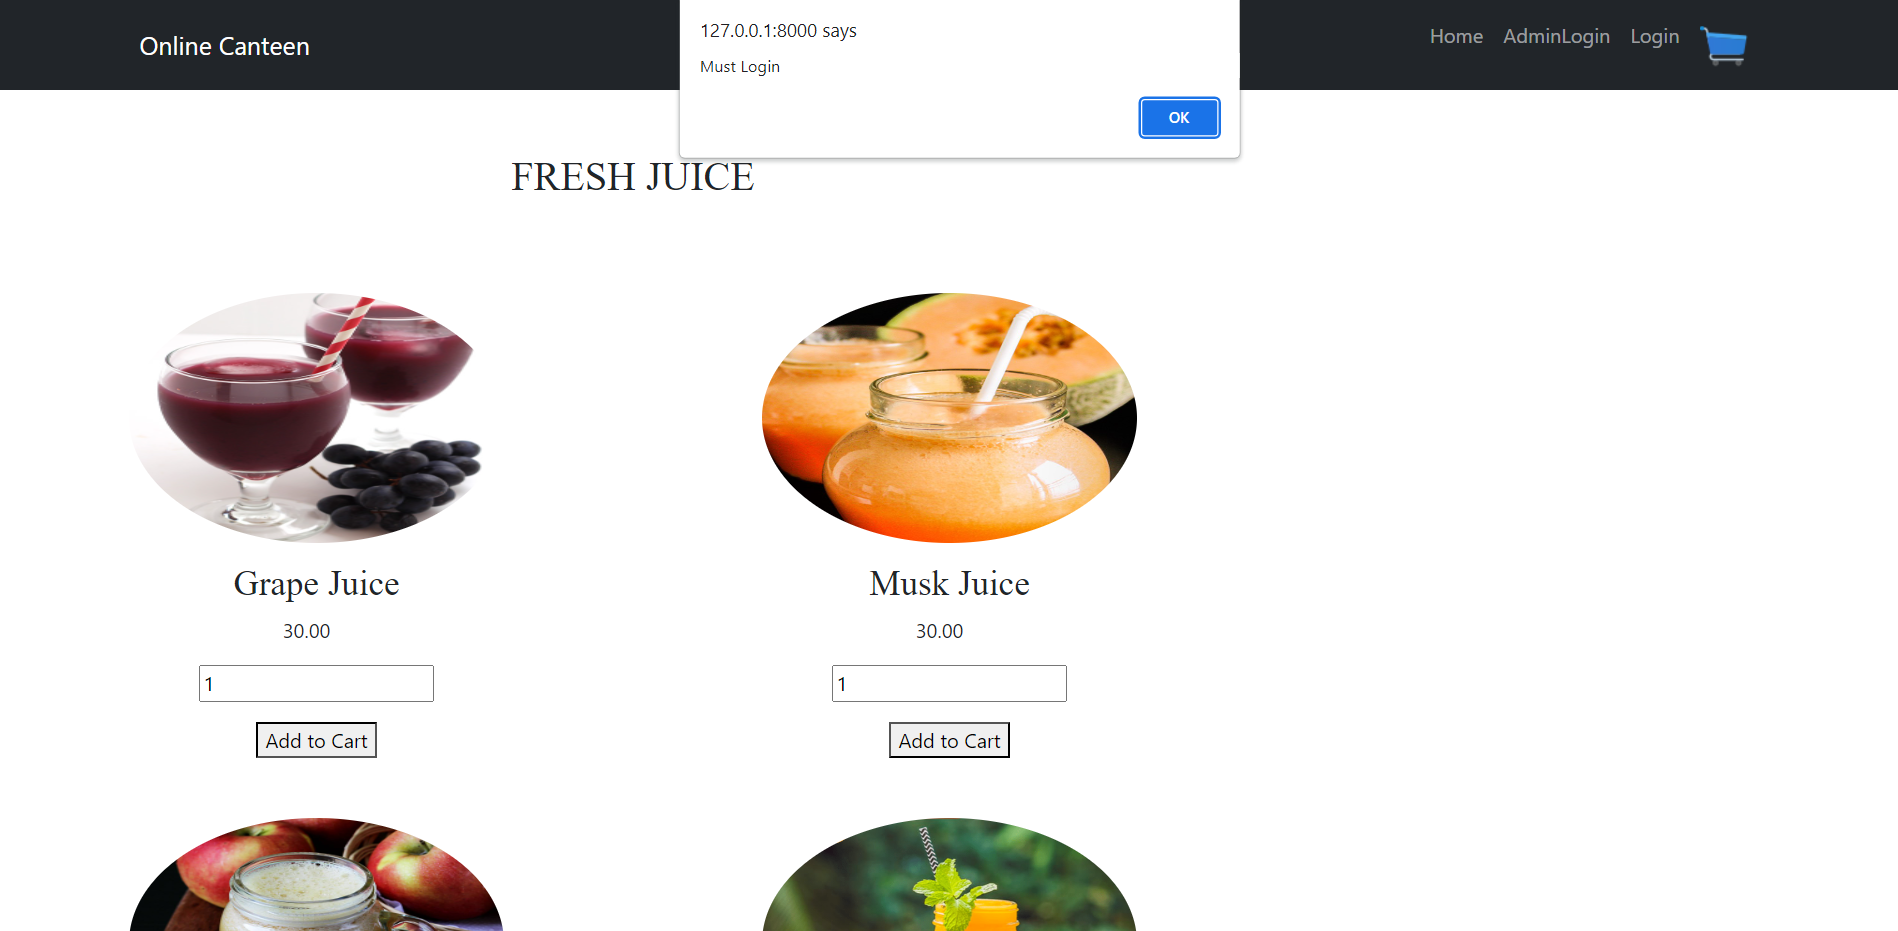 Online Canteen
127.0.0.1:8000 says
Must Login
OK
Home AdminLogin Login
FRESH JUICE
Grape Juice
30.00
1
Add to Cart
Musk Juice
30.00
1
Add to Cart